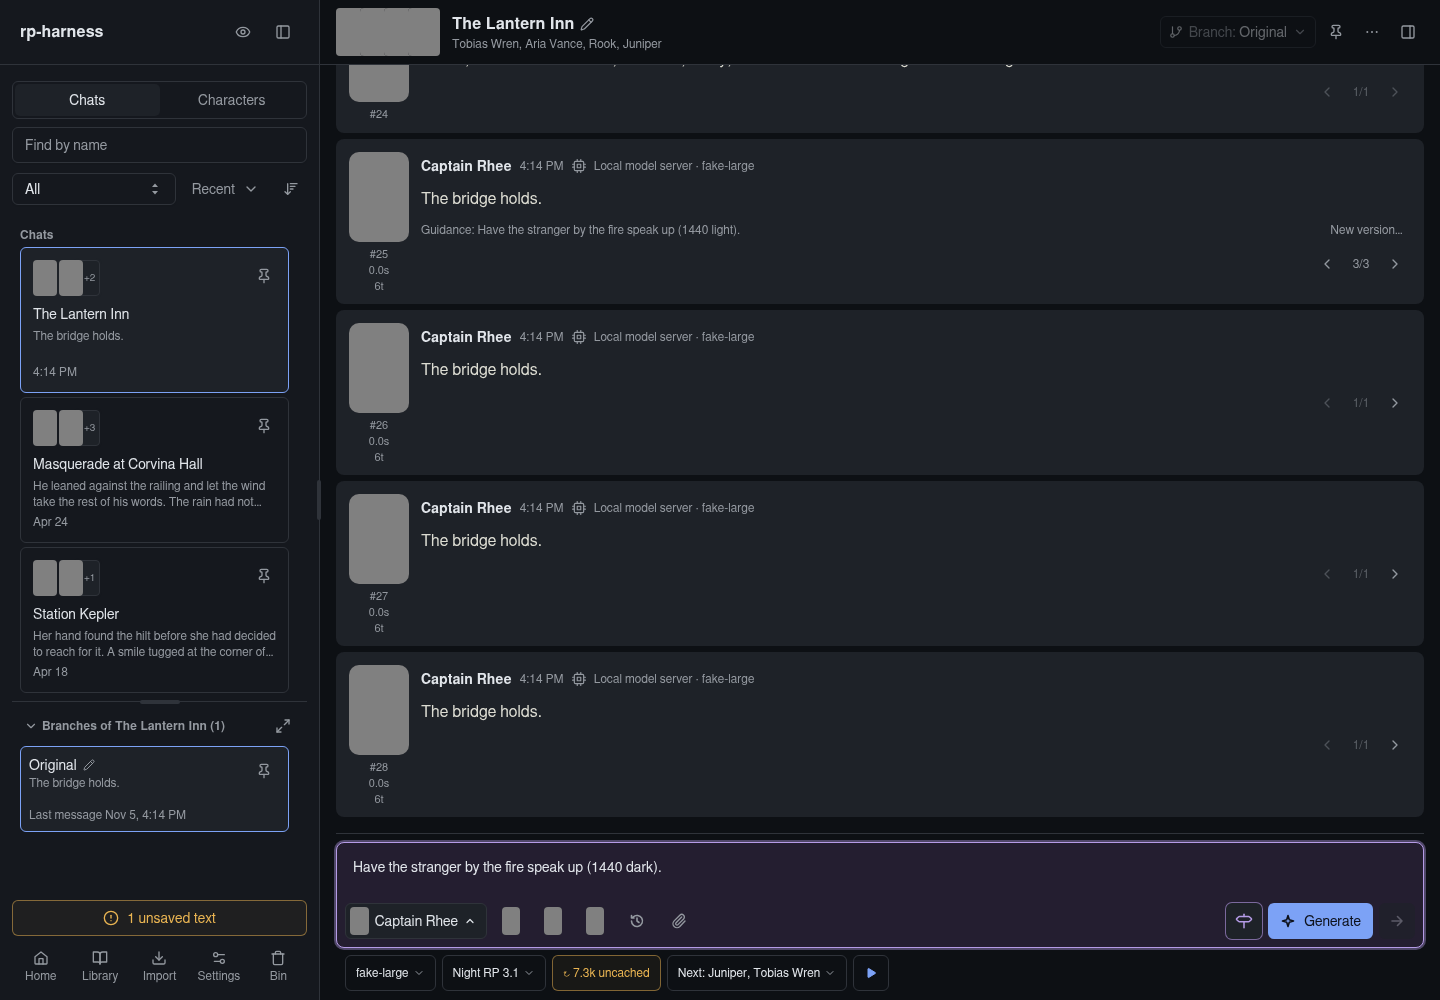 rp-harness
Chats
Characters
Find by name
All
Recent
Chats
+2
The Lantern Inn
The bridge holds.
4:14 PM
+3
Masquerade at Corvina Hall
He leaned against the railing and let the wind
take the rest of his words. The rain had not…
Apr 24
+1
Station Kepler
Her hand found the hilt before she had decided
to reach for it. A smile tugged at the corner of…
Apr 18
Branches of The Lantern Inn (1)
Original
The bridge holds.
Last message Nov 5, 4:14 PM
1 unsaved text
Home
Library
Import
Settings
Bin
The Lantern Inn
Tobias Wren, Aria Vance, Rook, Juniper
Branch: Original
1/1
#24
Captain Rhee 4:14 PM Local model server · fake-large
The bridge holds.
Guidance: Have the stranger by the fire speak up (1440 light).
New version…
#25
0.0s
6t
3/3
Captain Rhee 4:14 PM Local model server · fake-large
The bridge holds.
1/1
#26
0.0s
6t
Captain Rhee 4:14 PM Local model server · fake-large
The bridge holds.
1/1
#27
0.0s
6t
Captain Rhee 4:14 PM Local model server · fake-large
The bridge holds.
1/1
#28
0.0s
6t
Have the stranger by the fire speak up (1440 dark).
Captain Rhee
Generate
fake-large
Night RP 3.1
7.3k uncached
Next: Juniper, Tobias Wren